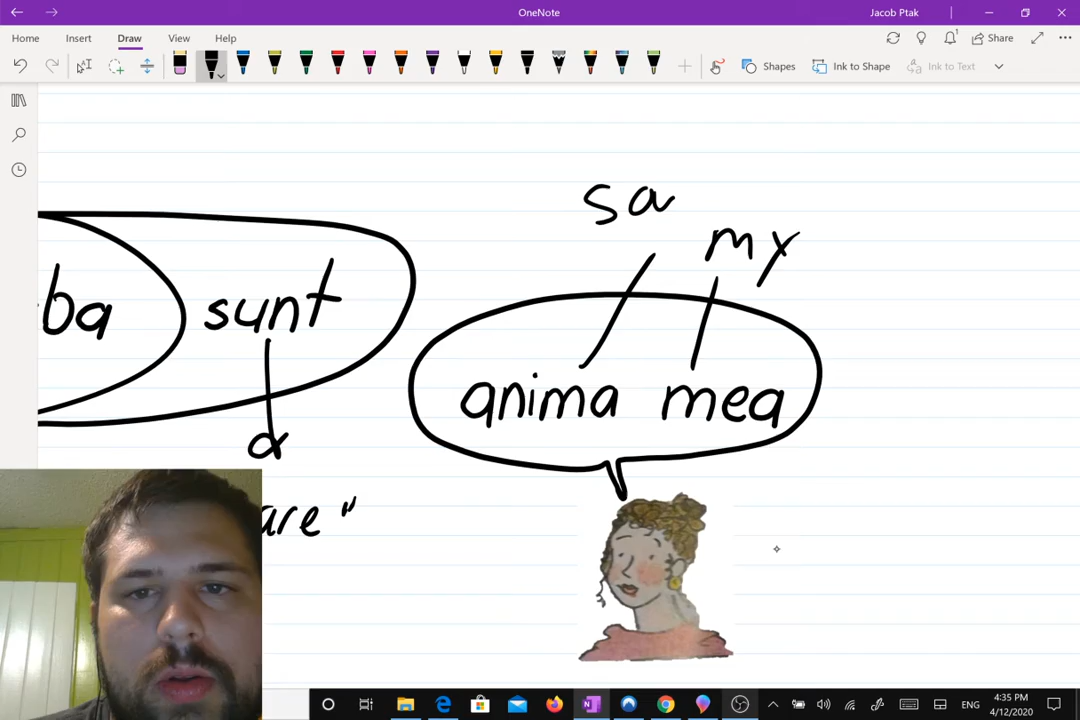 OneNote
Jacob Ptak
Home Insert Draw View Help
Share
Shapes Ink to Shape Ink to Text
sa
my
ba sunt
anima mea
a
are"
ENG
4:35 PM
4/12/2020